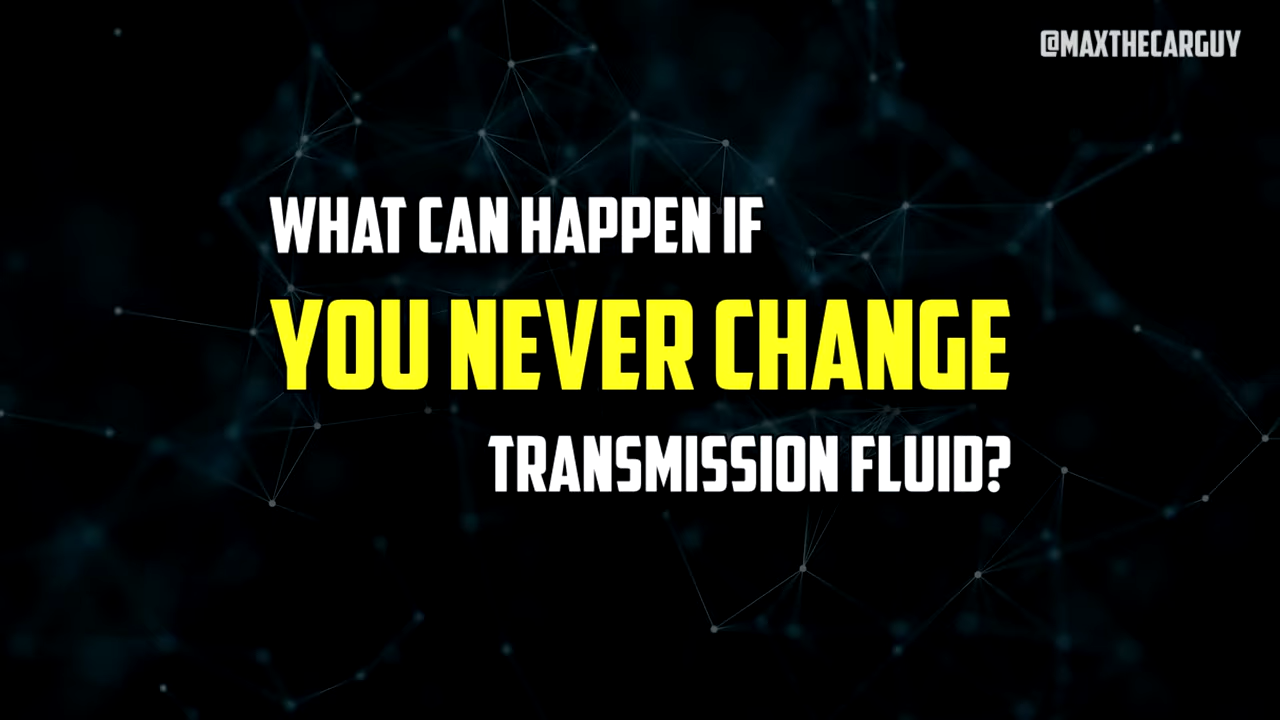 @MAXTHECARGUY
WHAT CAN HAPPEN IF
YOU NEVER CHANGE
TRANSMISSION FLUID?